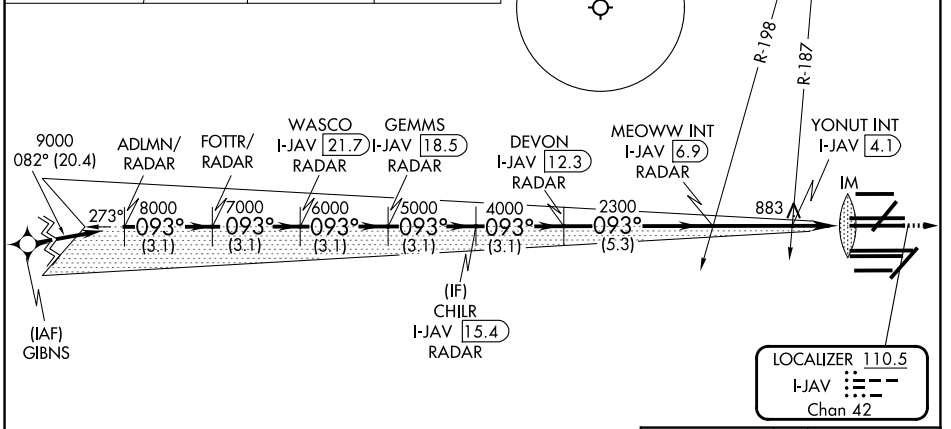 R-198
R-187
9000
082° (20.4)
ADLMN/
RADAR
FOTTR/
RADAR
WASCO
I-JAV 21.7
RADAR
GEMMS
I-JAV 18.5
RADAR
DEVON
I-JAV 12.3
RADAR
MEOWW INT
I-JAV 6.9
RADAR
YONUT INT
I-JAV 4.1
IM
273°
8000
093°
(3.1)
7000
093°
(3.1)
6000
093°
(3.1)
5000
093°
(3.1)
4000
093°
(3.1)
2300
093°
(5.3)
883
(IAF)
GIBNS
(IF)
CHILR
I-JAV 15.4
RADAR
LOCALIZER 110.5
I-JAV
Chan 42